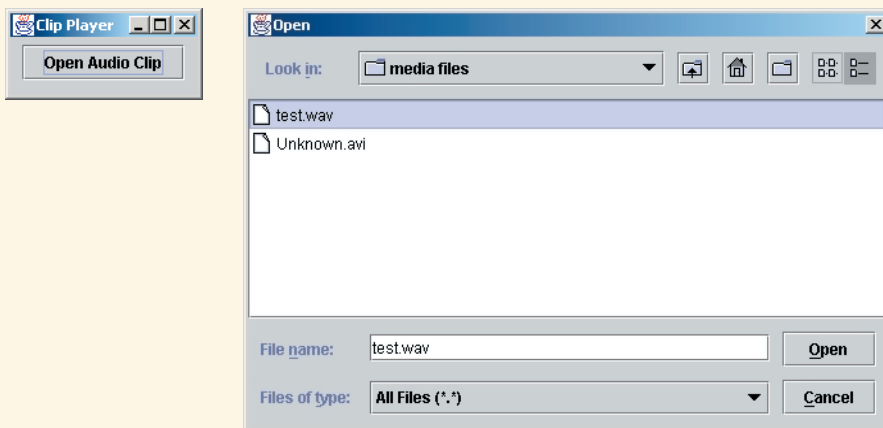 Clip Player
Open Audio Clip
Open
Look in:
media files
test.wav
Unknown.avi
File name:
test.wav
Open
Files of type:
All Files (*.*)
Cancel